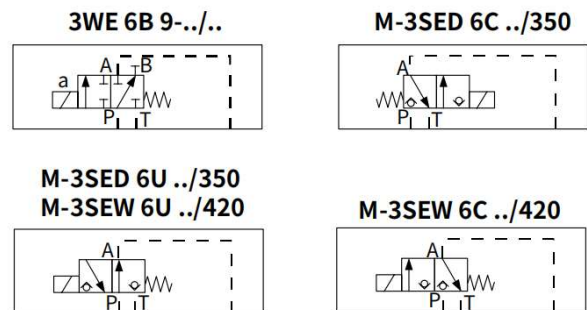 3WE 6B 9-../..
A B
a
P T
M-3SED 6C ../350
A
P T
M-3SED 6U ../350
M-3SEW 6U ../420
A
P T
M-3SEW 6C ../420
A
P T